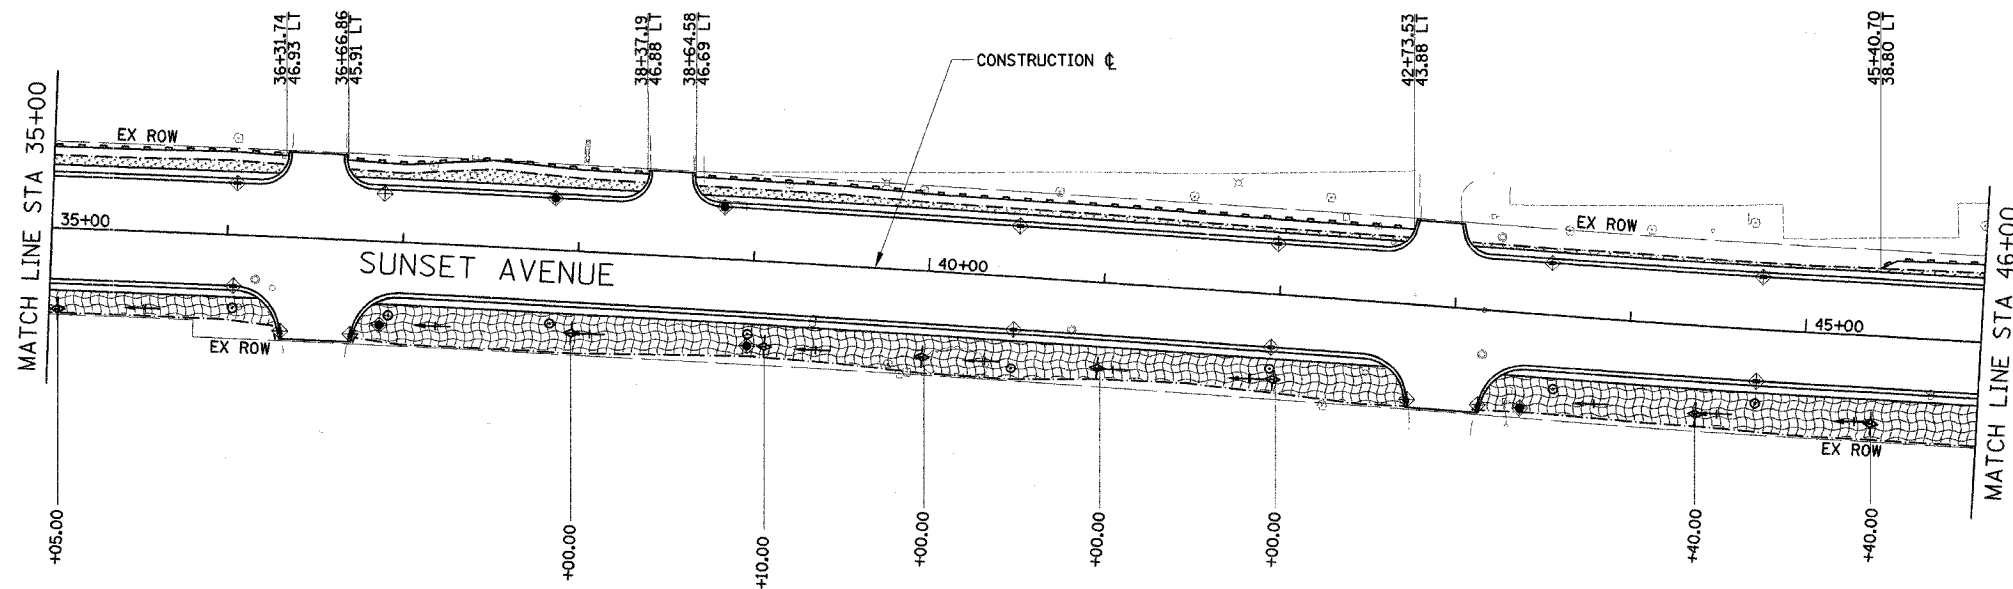 MATCH LINE STA 35+00
36+31.74
46.93 LT
36+66.86
45.91 LT
38+37.19
46.88 LT
38+64.58
46.69 LT
CONSTRUCTION ℄
42+73.53
43.88 LT
45+40.70
38.80 LT
EX ROW
EX ROW
35+00
SUNSET AVENUE
40+00
45+00
EX ROW
EX ROW
MATCH LINE STA 46+00
+05.00
+00.00
+10.00
+00.00
+00.00
+00.00
+40.00
+40.00